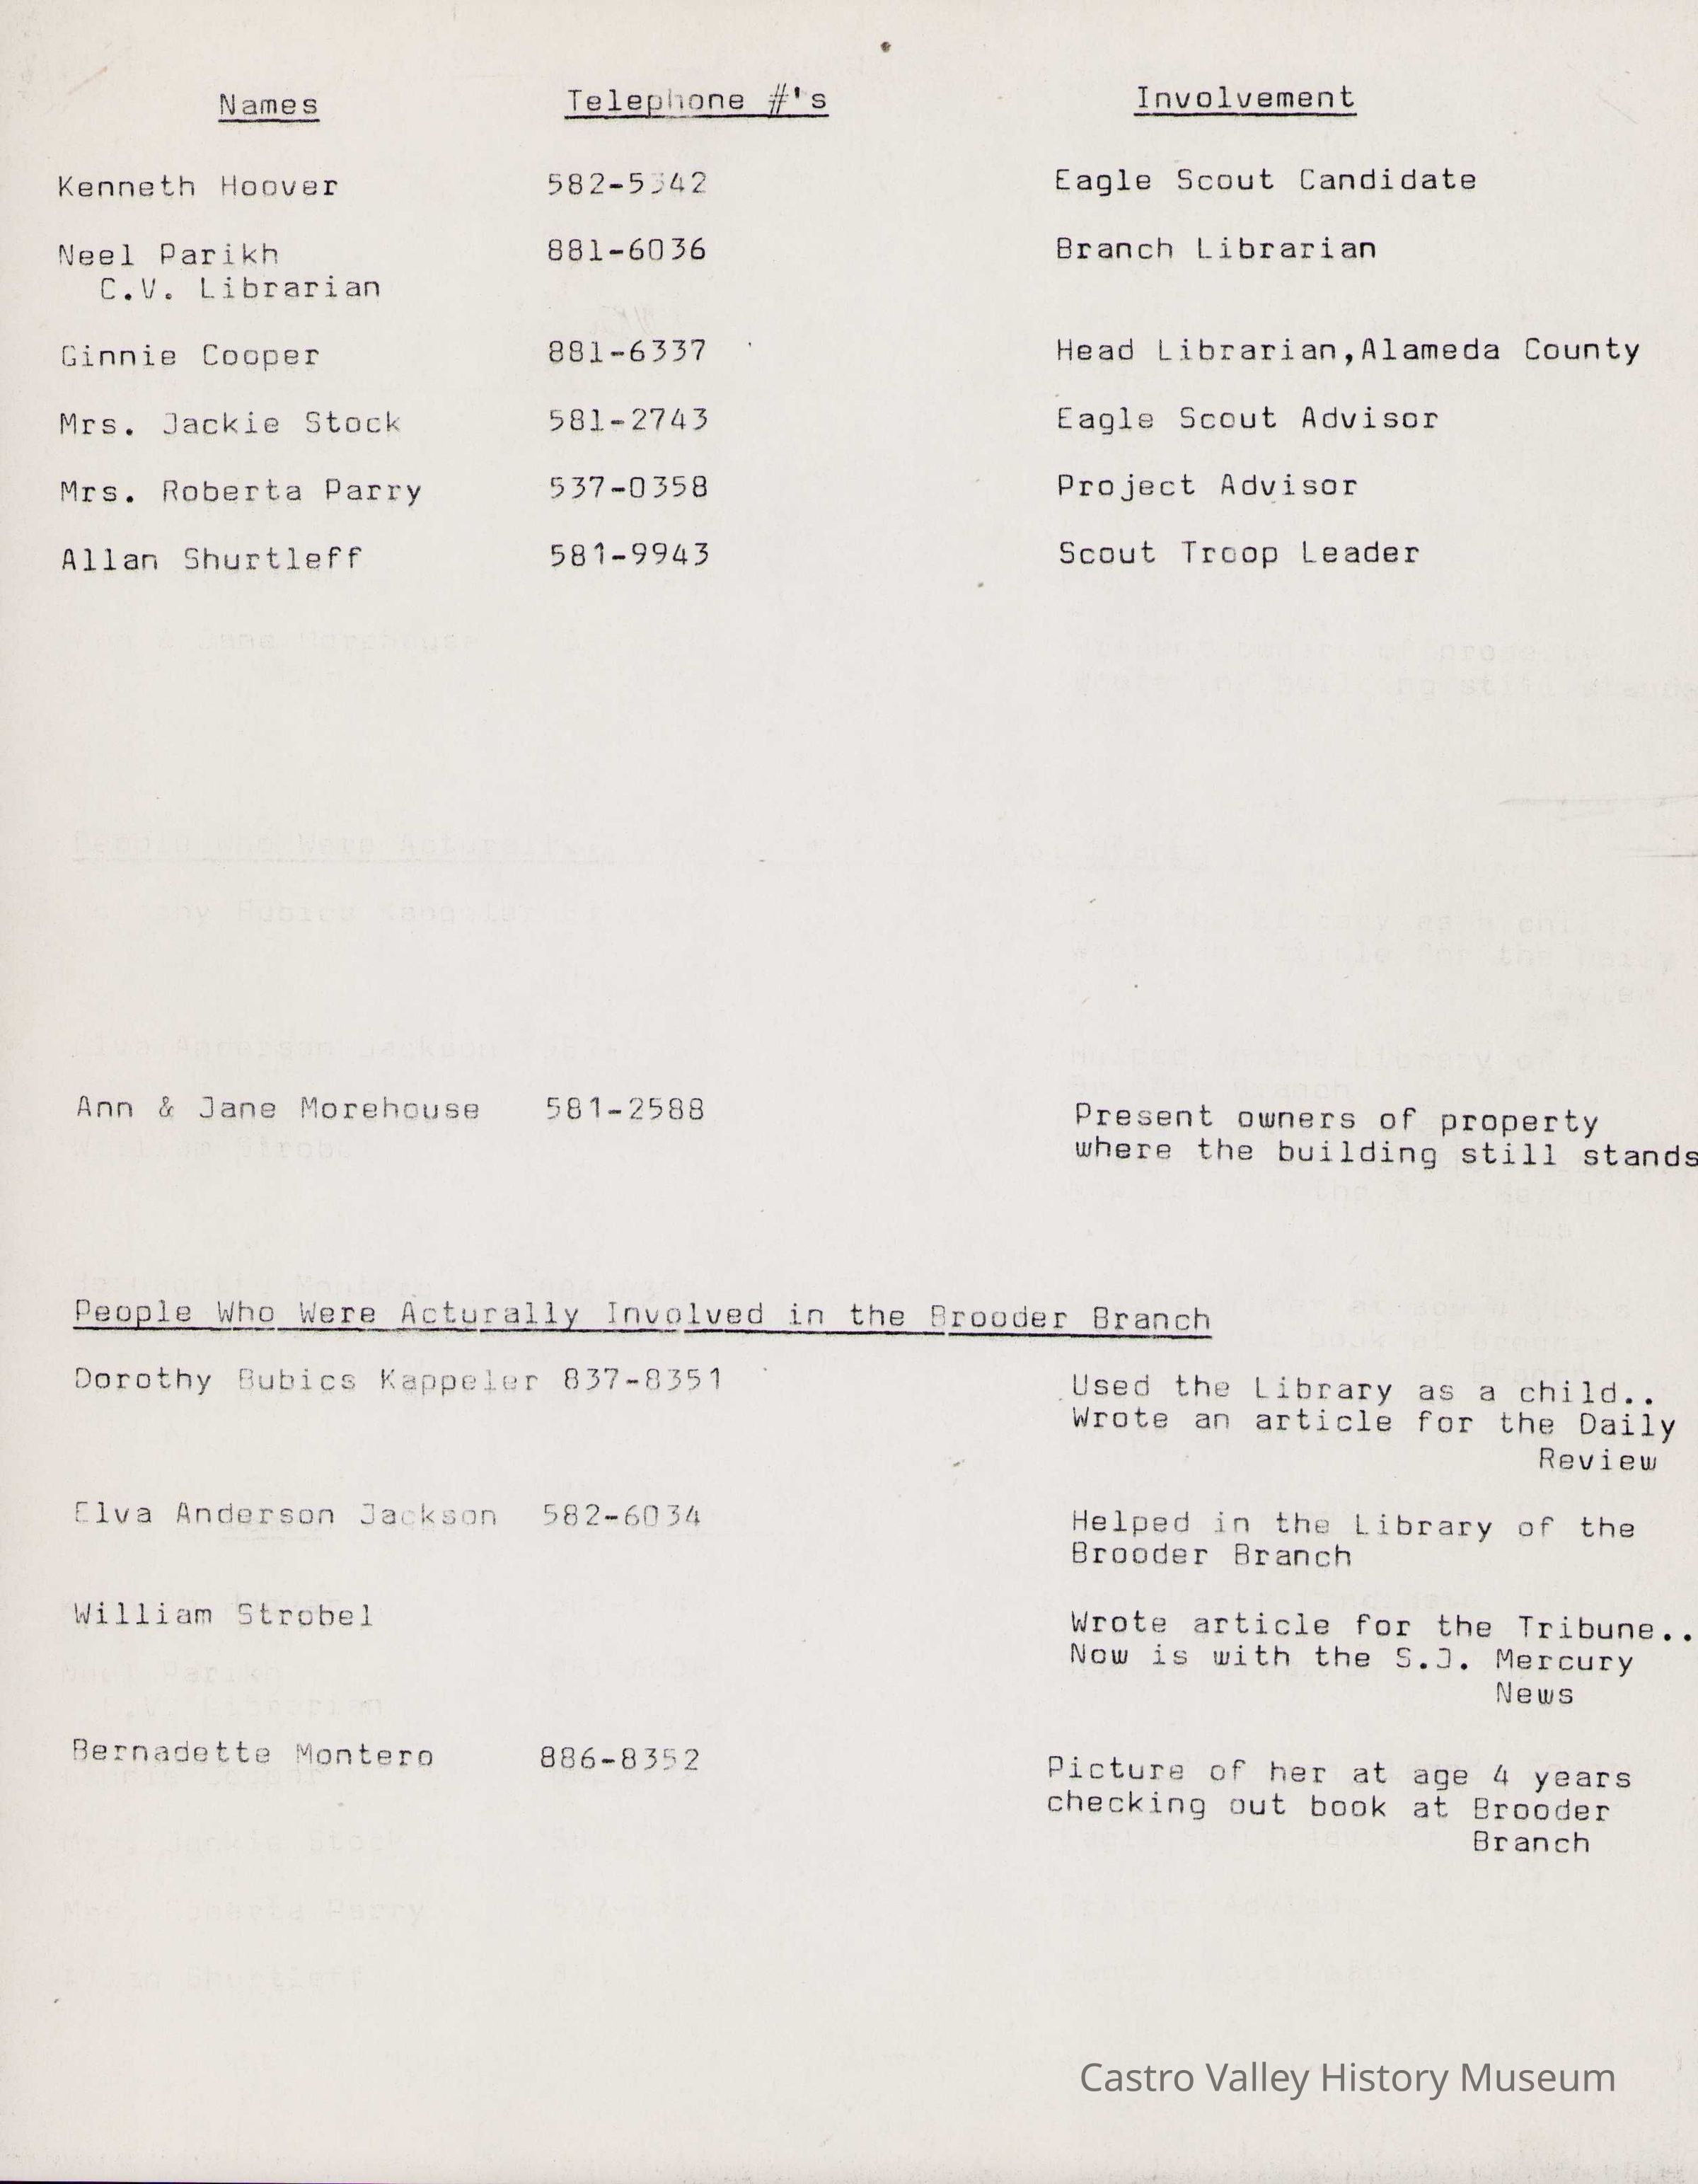 Names Telephone #'s Involvement
Kenneth Hoover 582-5342 Eagle Scout Candidate
Neel Parikh 881-6036 Branch Librarian
C.V. Librarian
Ginnie Cooper 881-6337 Head Librarian,Alameda County
Mrs. Jackie Stock 581-2743 Eagle Scout Advisor
Mrs. Roberta Parry 537-0358 Project Advisor
Allan Shurtleff 581-9943 Scout Troop Leader
Ann & Jane Morehouse 581-2588 Present owners of property
where the building still stands
People Who Were Acturally Involved in the Brooder Branch
Dorothy Bubics Kappeler 837-8351 Used the Library as a child..
Wrote an article for the Daily
Review
Elva Anderson Jackson 582-6034 Helped in the Library of the
Brooder Branch
William Strobel Wrote article for the Tribune..
Now is with the S.J. Mercury
News
Bernadette Montero 886-8352 Picture of her at age 4 years
checking out book at Brooder
Branch
Castro Valley History Museum